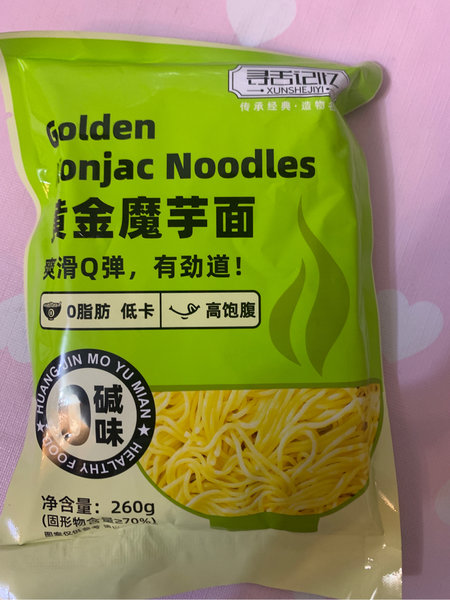 寻舌记忆
XUNSHEJIYI
传承经典·造物
Golden
Konjac Noodles
黄金魔芋面
爽滑Q弹，有劲道！
0脂肪 低卡
高饱腹
HUANG JIN MO YU MIAN
0碱味
HEALTHY FOOD
净含量：260g
(固形物含量≥70%)